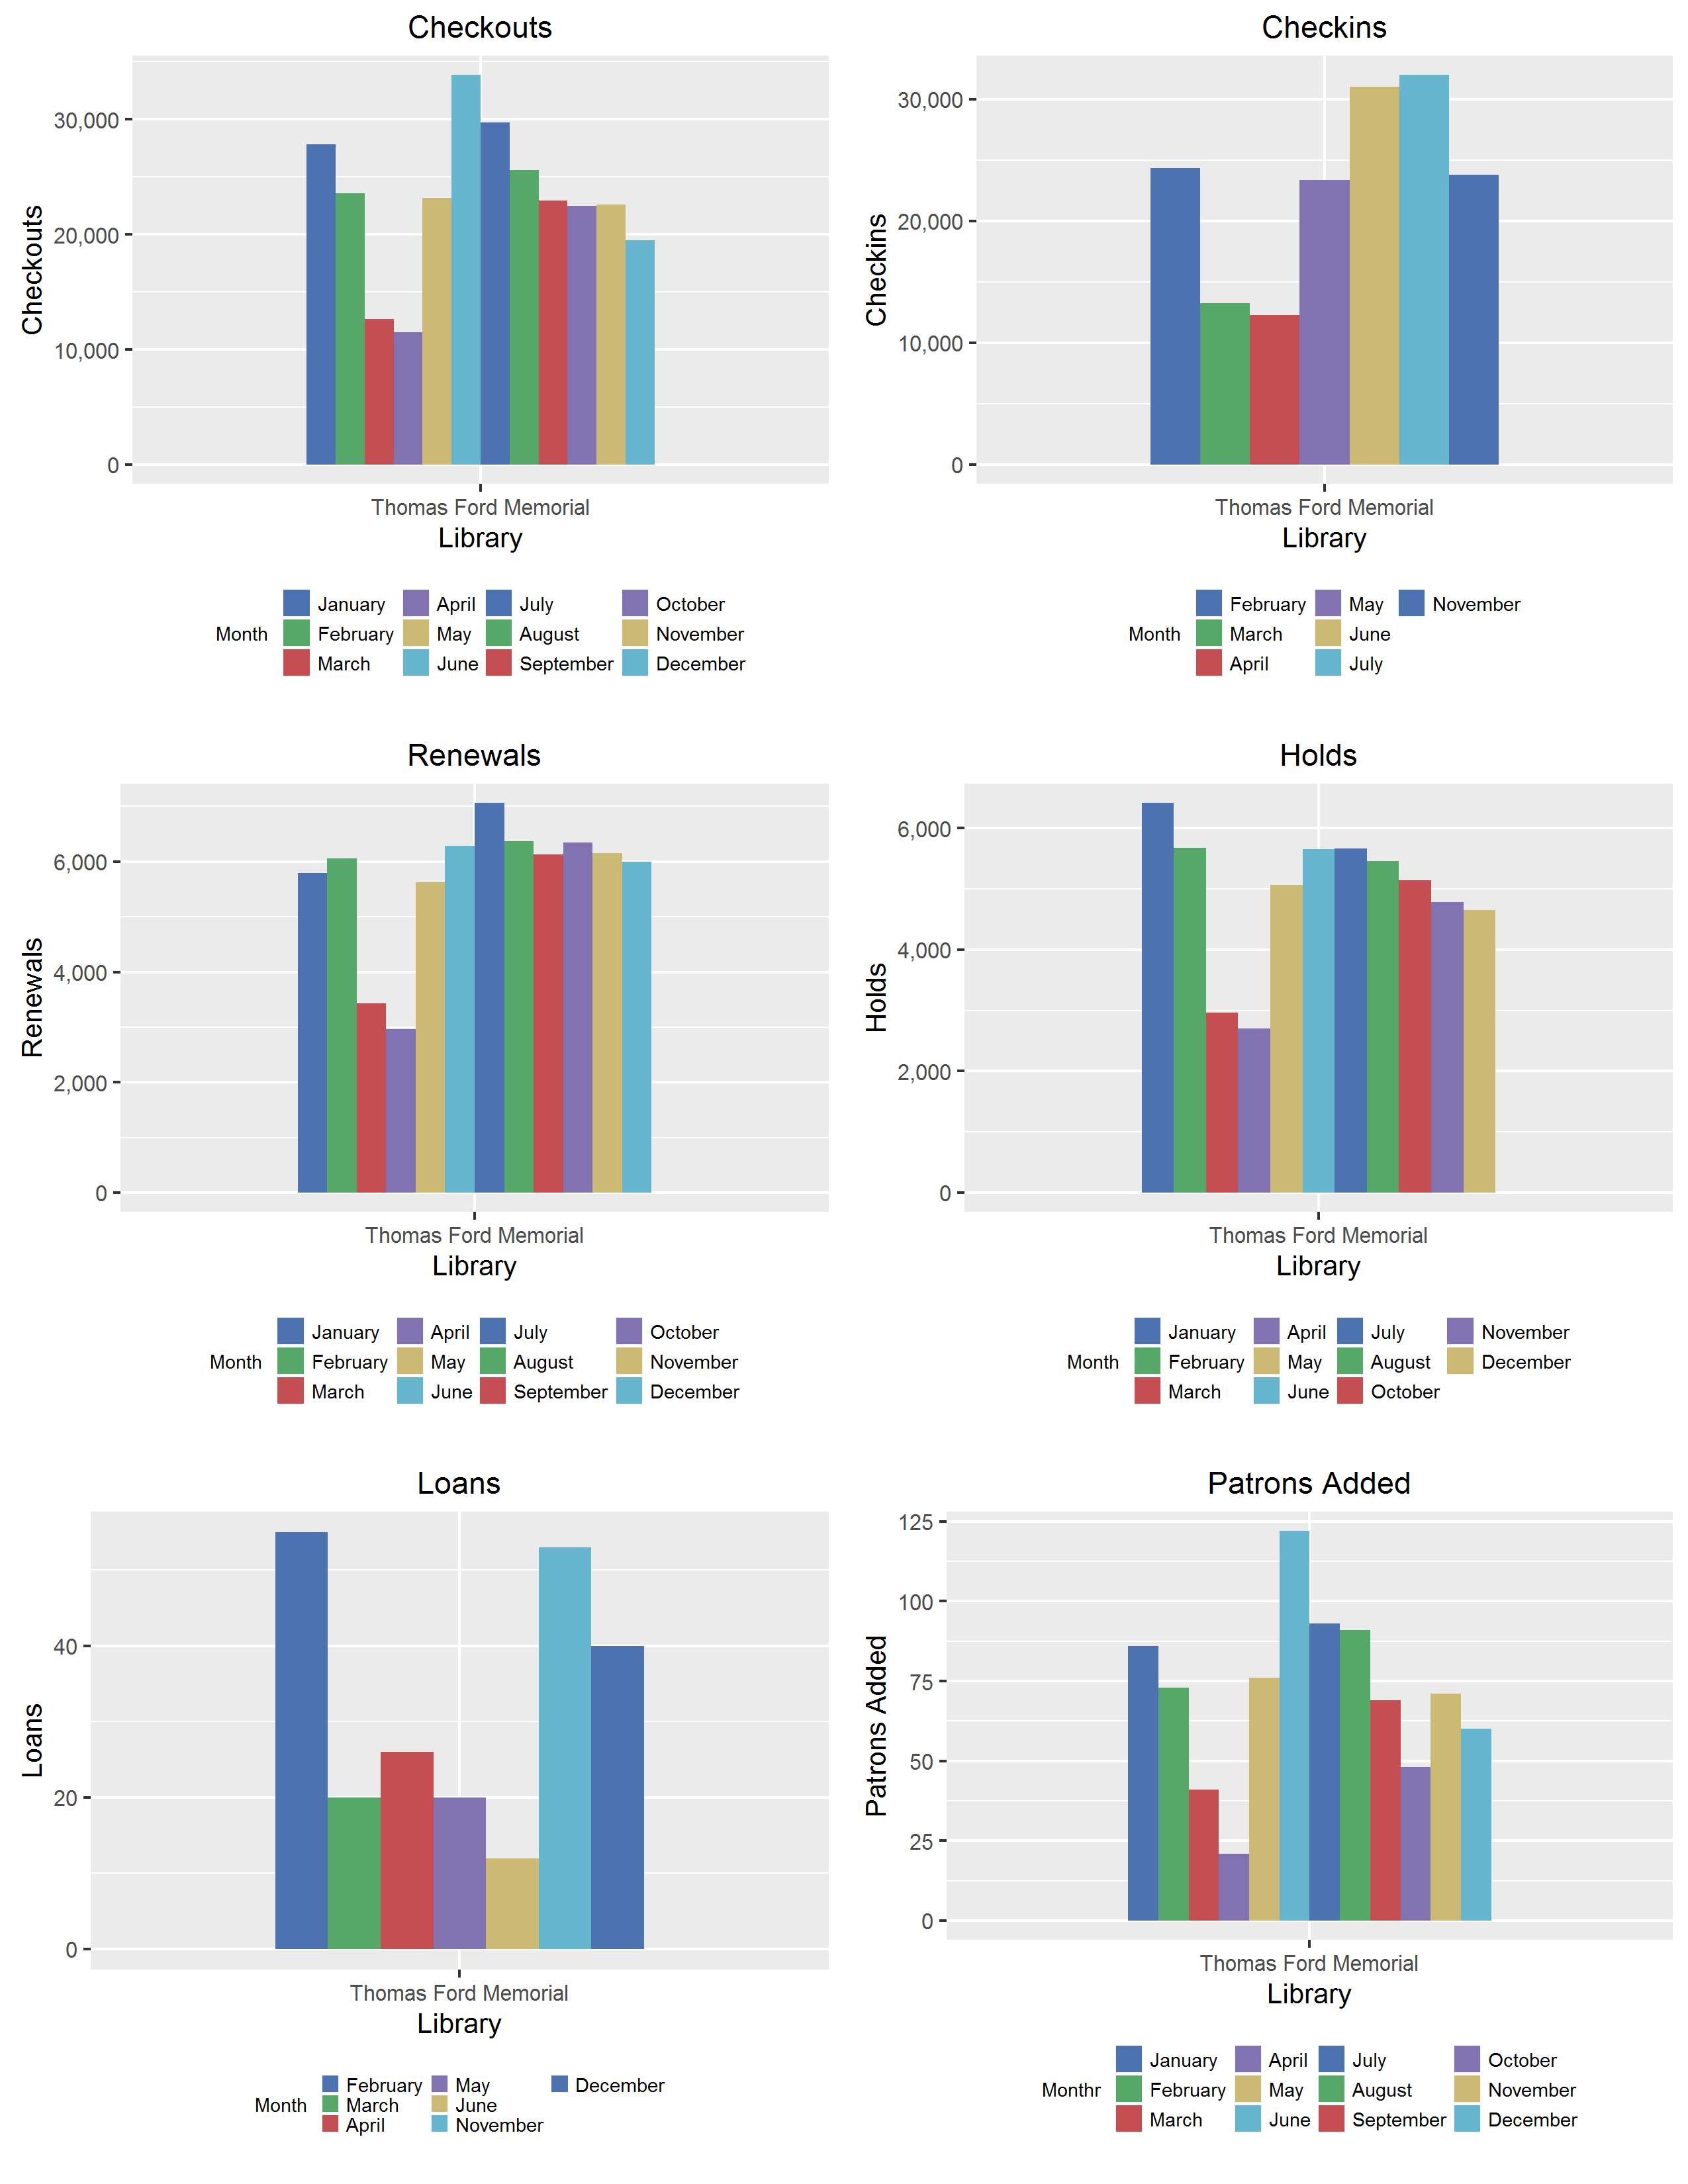 Checkouts
Checkouts
30,000
20,000
10,000
0
Thomas Ford Memorial
Library
Month
January April July October
February May August November
March June September December
Checkins
Checkins
30,000
20,000
10,000
0
Thomas Ford Memorial
Library
Month
February May November
March June
April July
Renewals
Renewals
6,000
4,000
2,000
0
Thomas Ford Memorial
Library
Month
January April July October
February May August November
March June September December
Holds
Holds
6,000
4,000
2,000
0
Thomas Ford Memorial
Library
Month
January April July November
February May August December
March June October
Loans
Loans
40
20
0
Thomas Ford Memorial
Library
Month
February May December
March June
April November
Patrons Added
Patrons Added
125
100
75
50
25
0
Thomas Ford Memorial
Library
Monthr
January April July October
February May August November
March June September December